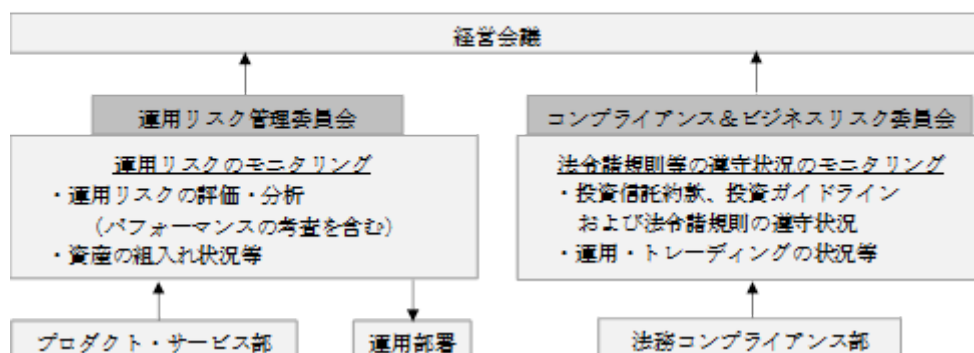 経営会議
運用リスク管理委員会
運用リスクのモニタリング
・運用リスクの評価・分析
（パフォーマンスの考査を含む）
・資産の組入れ状況等
コンプライアンス＆ビジネスリスク委員会
法令諸規則等の遵守状況のモニタリング
・投資信託約款、投資ガイドライン
および法令諸規則の遵守状況
・運用・トレーディングの状況等
プロダクト・サービス部
運用部署
法務コンプライアンス部